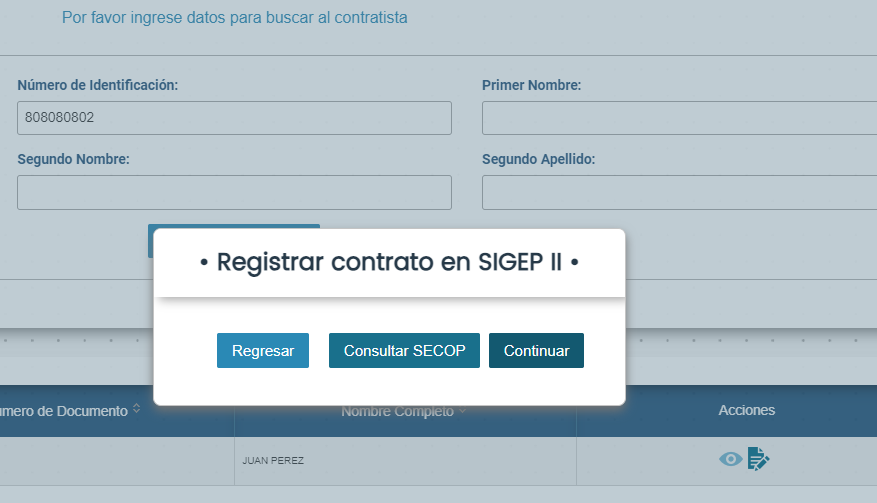 Por favor ingrese datos para buscar al contratista
Número de Identificación:
Primer Nombre:
808080802
Segundo Nombre:
Segundo Apellido:
• Registrar contrato en SIGEP II •
Regresar
Consultar SECOP
Continuar
mero de Documento
Nombre Completo
Acciones
JUAN PEREZ